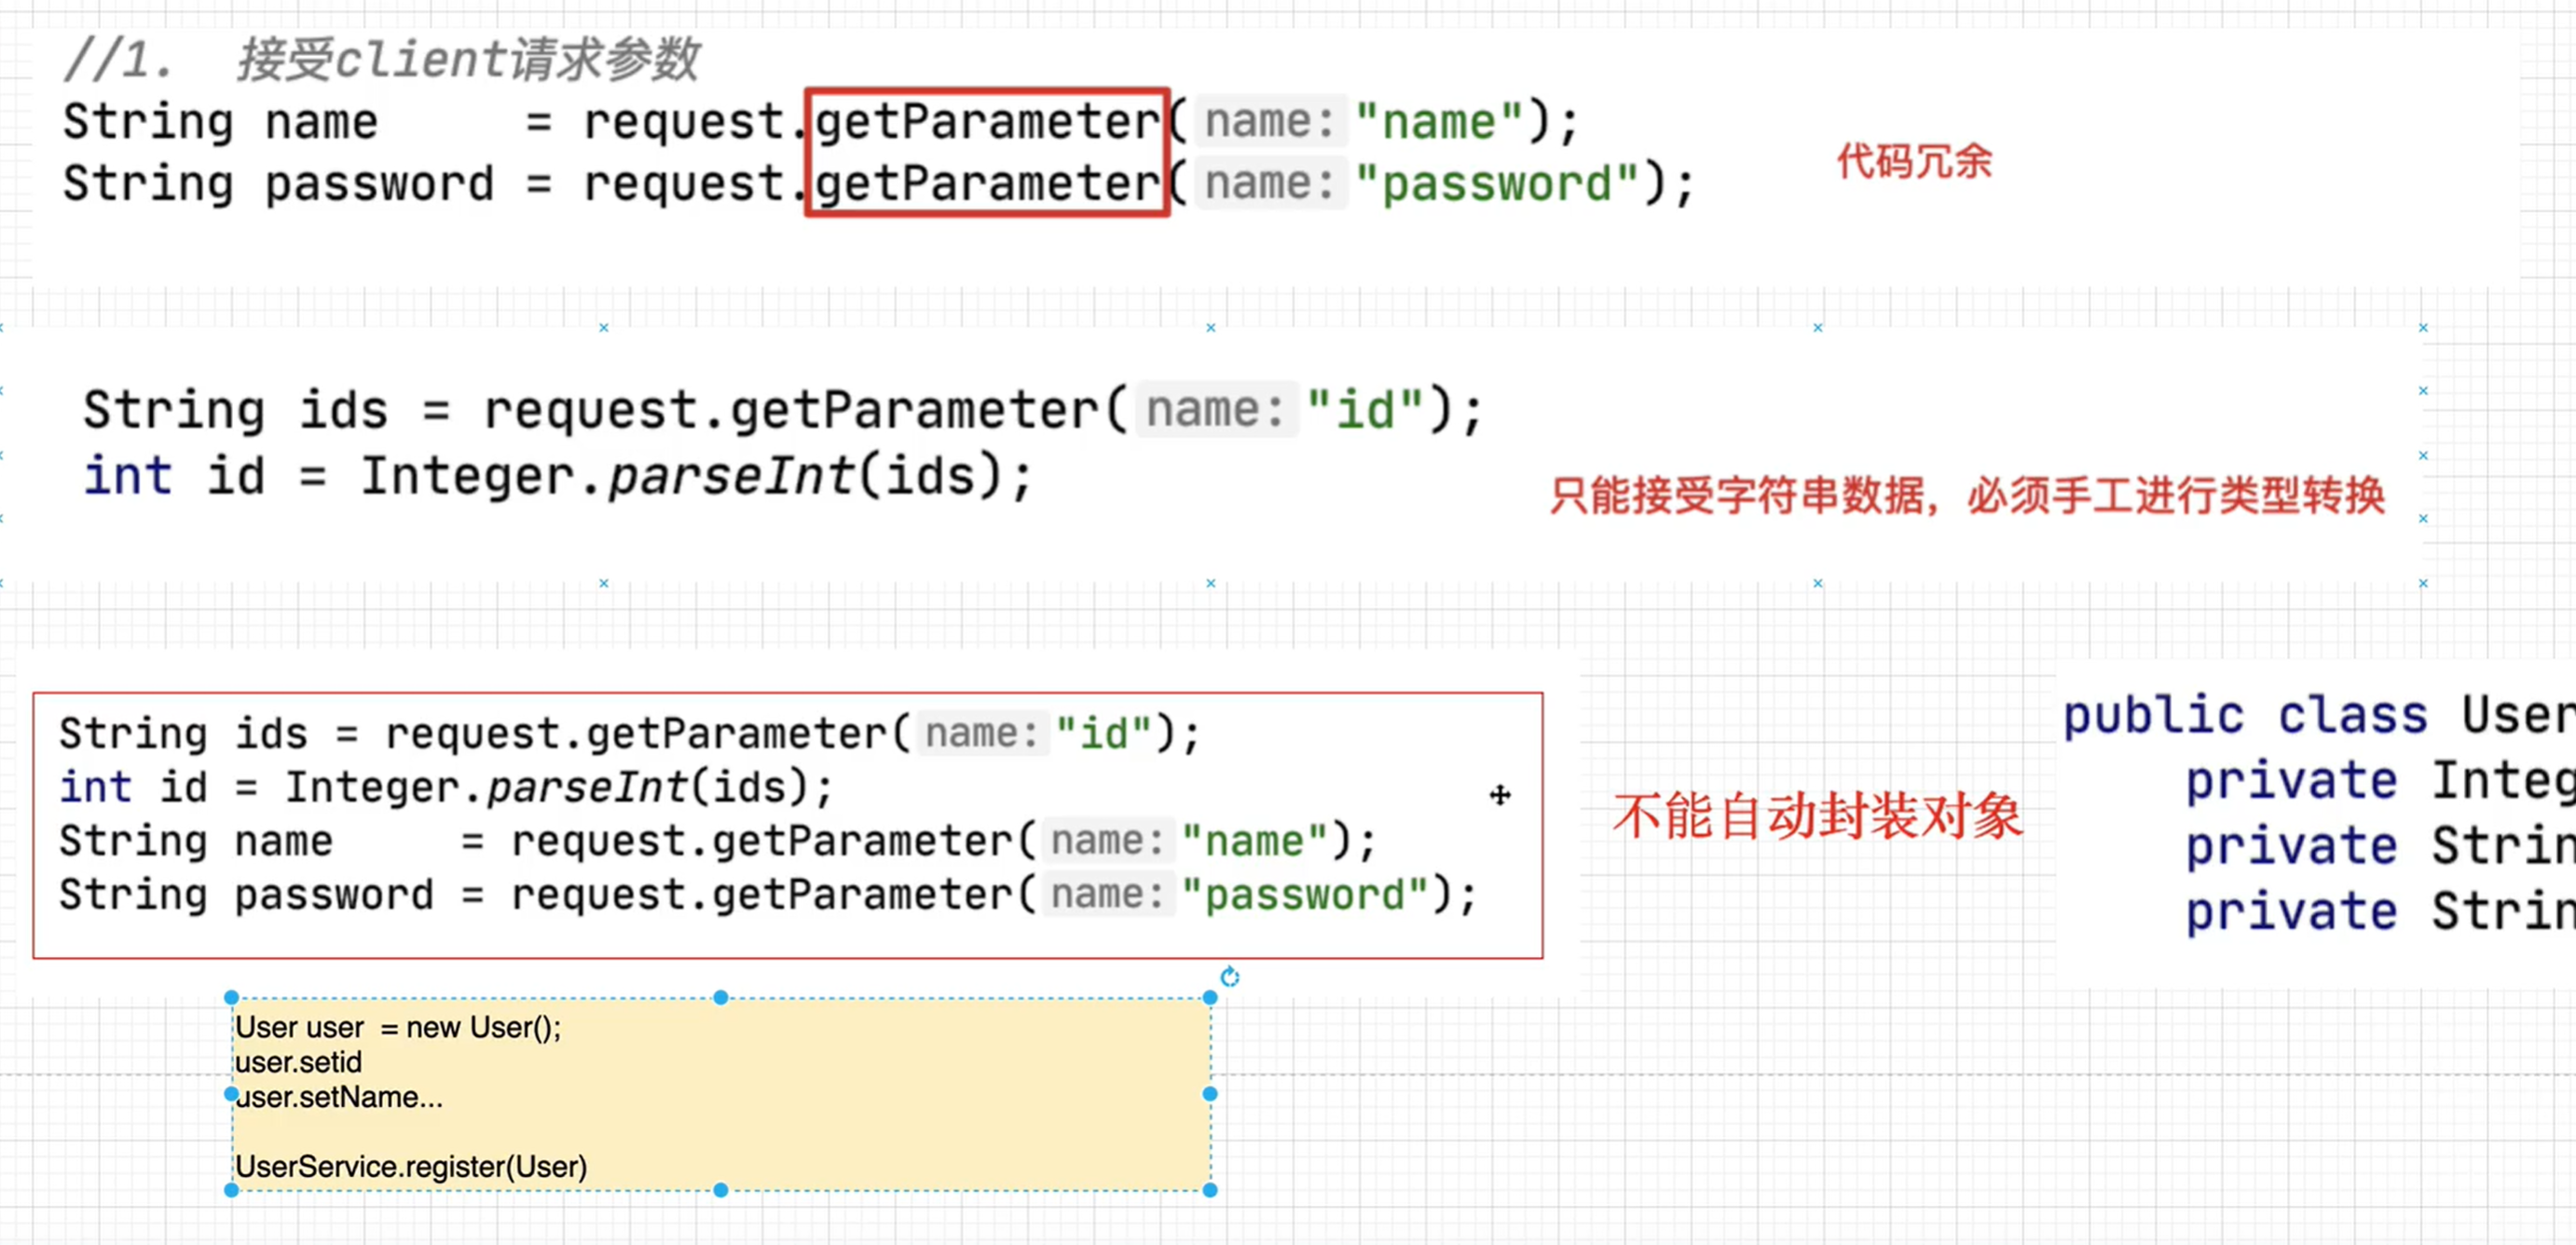 //1. 接受client请求参数
String name = request.getParameter( name: "name");
String password = request.getParameter( name: "password");
代码冗余
String ids = request.getParameter( name: "id");
int id = Integer.parseInt(ids);
只能接受字符串数据，必须手工进行类型转换
String ids = request.getParameter( name: "id");
int id = Integer.parseInt(ids);
String name = request.getParameter( name: "name");
String password = request.getParameter( name: "password");
不能自动封装对象
public class User
private Integ
private Strin
private Strin
User user = new User();
user.setid
user.setName...
UserService.register(User)